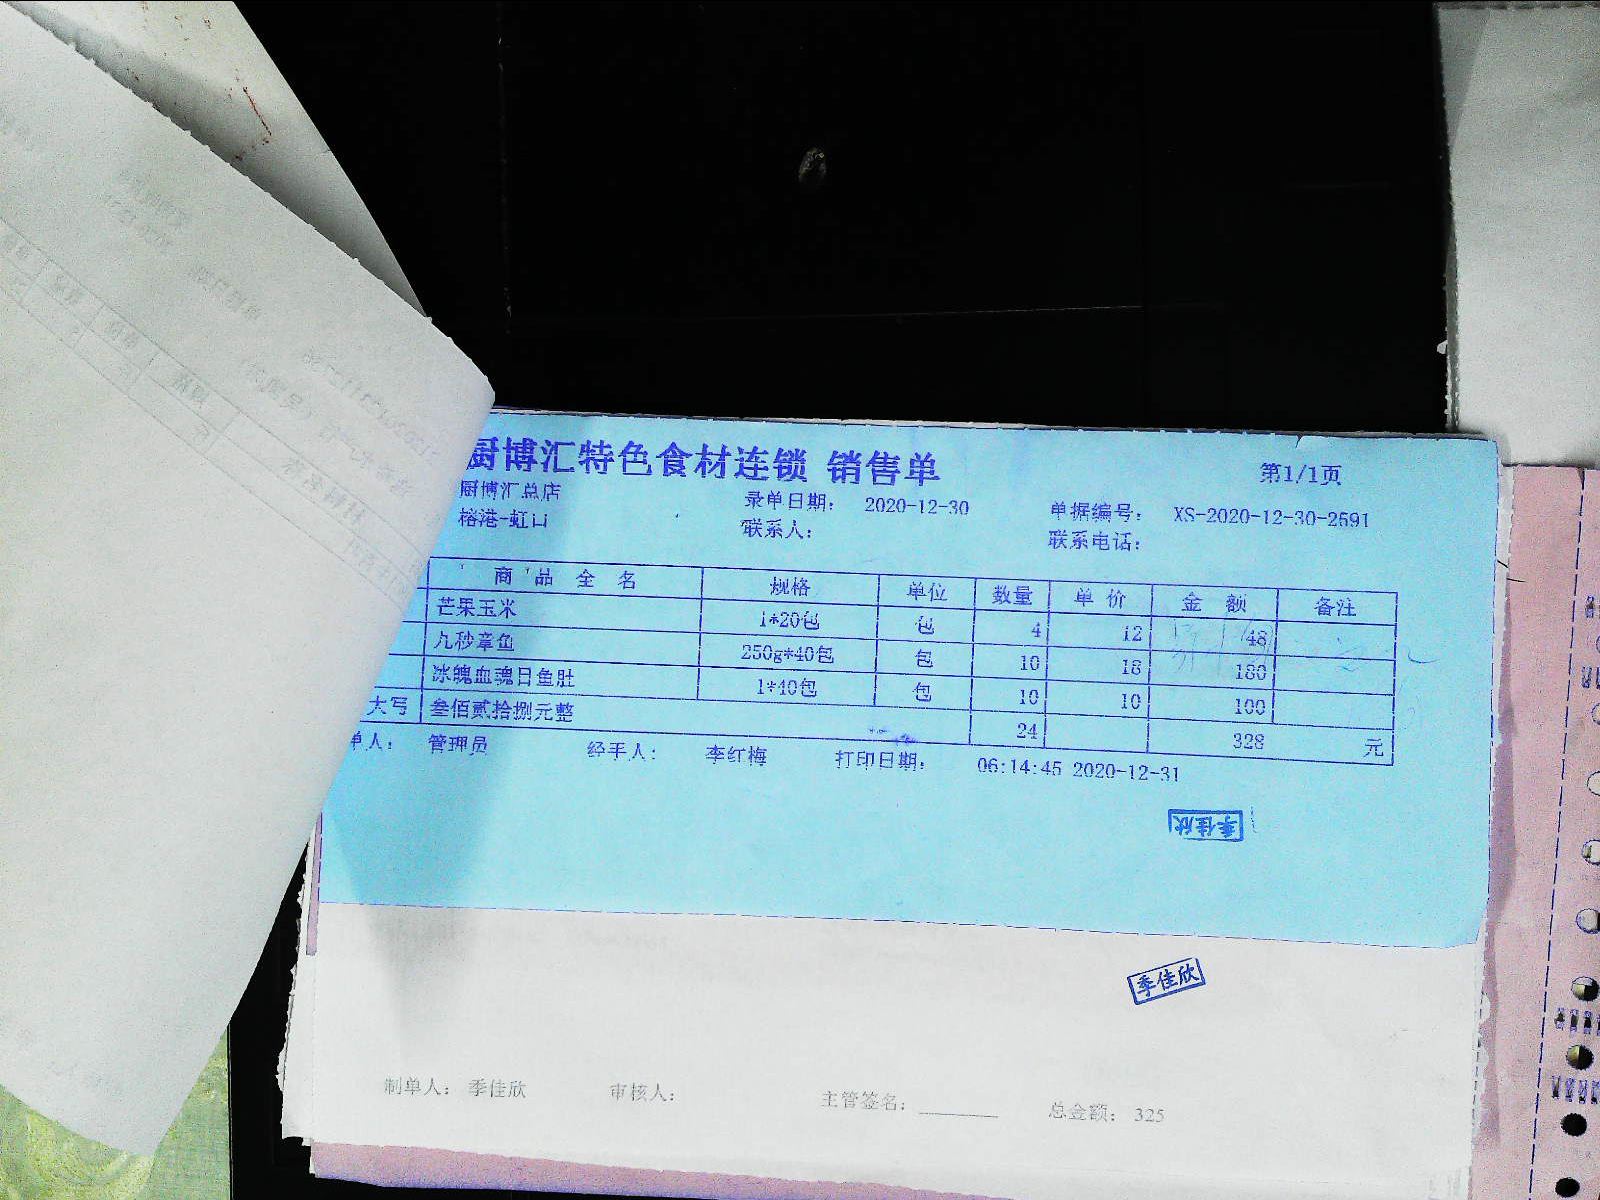 厨博汇特色食材连锁 销售单
第1/1页
厨博汇总店 录单日期： 2020-12-30 单据编号： XS-2020-12-30-2591
榕港-虹口 联系人： 联系电话：
商品全名 规格 单位 数量 单价 金额 备注
芒果玉米 1*20包 包 4 12 48
九秒章鱼 250g*40包 包 10 18 180
冰魄血魂日鱼肚 1*40包 包 10 10 100
大写 叁佰贰拾捌元整 24 328 元
单人： 管理员 经手人： 李红梅 打印日期： 06:14:45 2020-12-31
季佳欣
季佳欣
制单人： 季佳欣 审核人： 主管签名：________ 总金额： 325